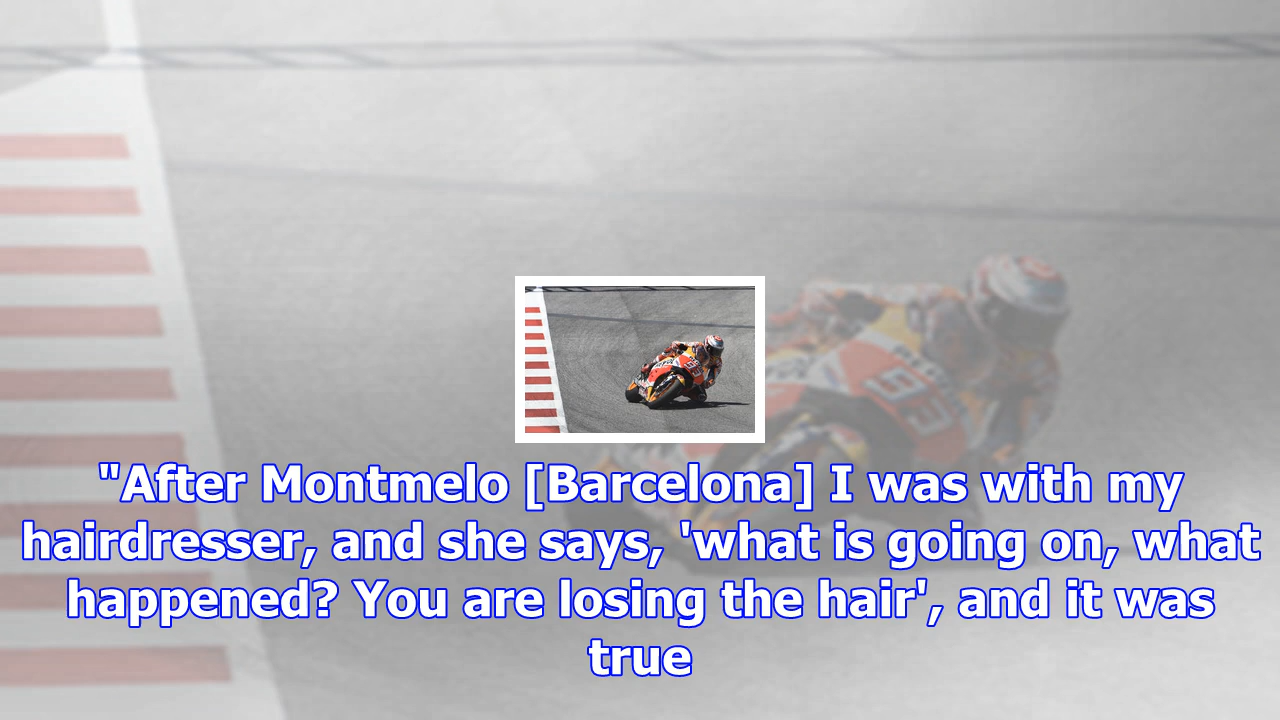 "After Montmelo [Barcelona] I was with my
hairdresser, and she says, 'what is going on, what
happened? You are losing the hair', and it was
true
93